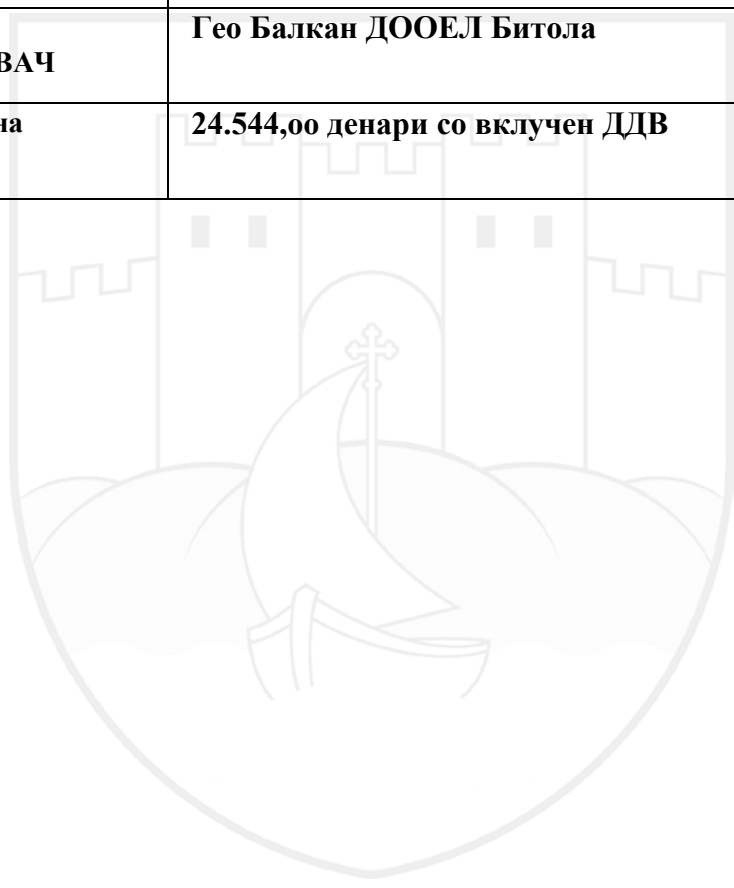 Гео Балкан ДООЕЛ Битола
ВАЧ
на
24.544,оо денари со вклучен ДДВ